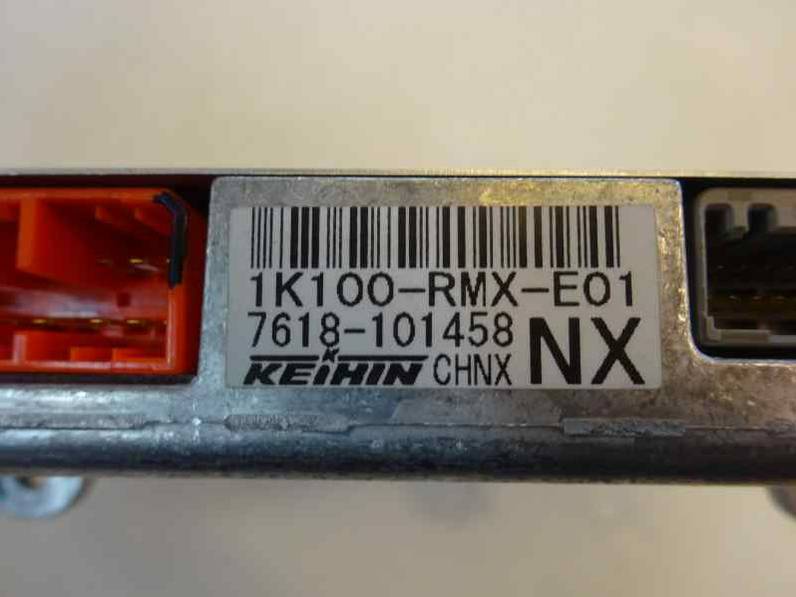 1K100-RMX-E01
7618-101458
KEIHIN CHNX NX